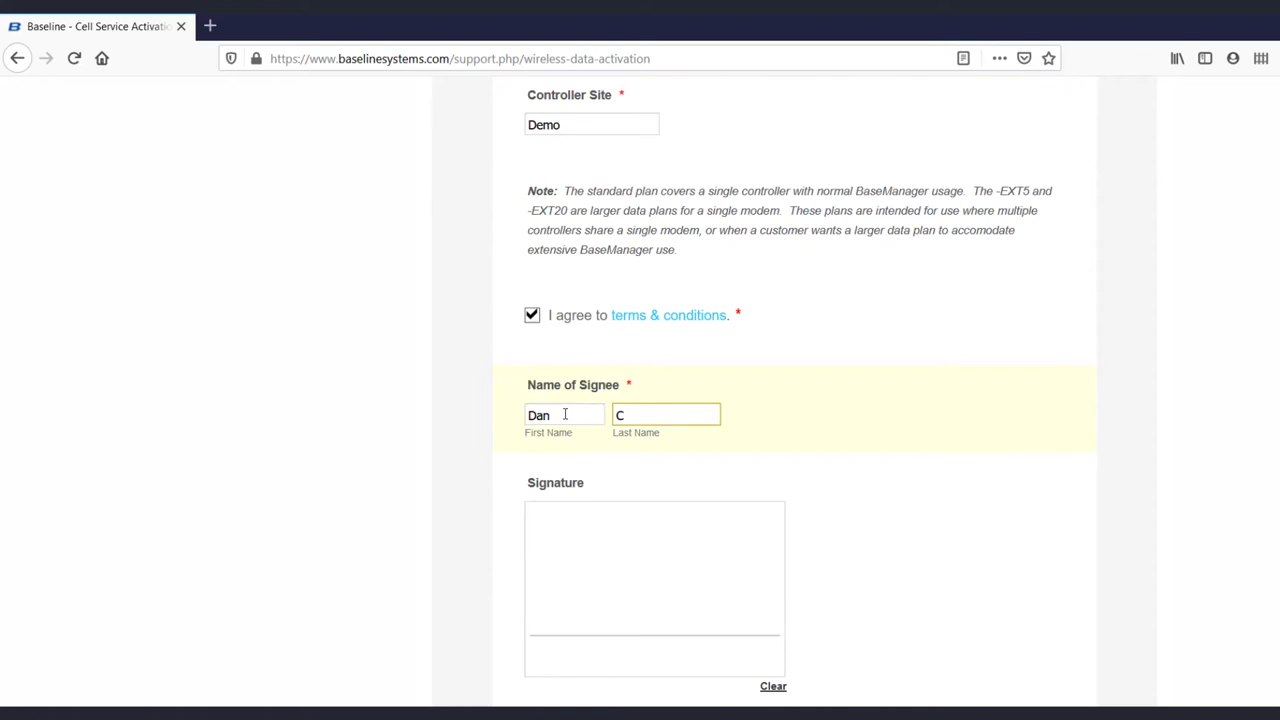 Baseline - Cell Service Activatio
https://www.baselinesystems.com/support.php/wireless-data-activation
Controller Site *
Demo
Note: The standard plan covers a single controller with normal BaseManager usage. The -EXT5 and
-EXT20 are larger data plans for a single modem. These plans are intended for use where multiple
controllers share a single modem, or when a customer wants a larger data plan to accomodate
extensive BaseManager use.
I agree to terms & conditions. *
Name of Signee *
Dan C
First Name Last Name
Signature
Clear